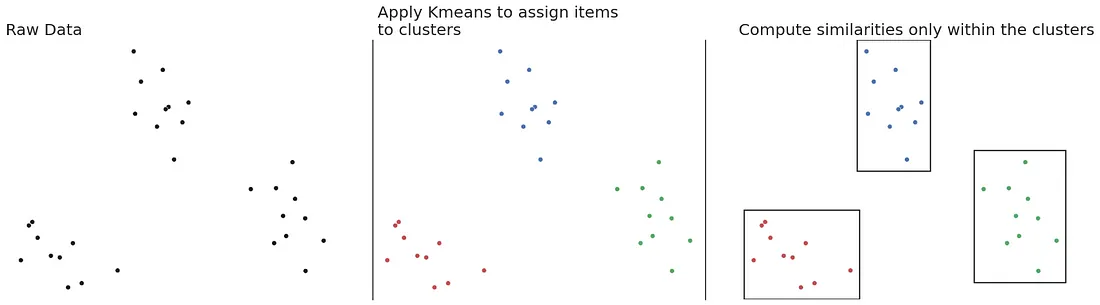 Raw Data
Apply Kmeans to assign items
to clusters
Compute similarities only within the clusters